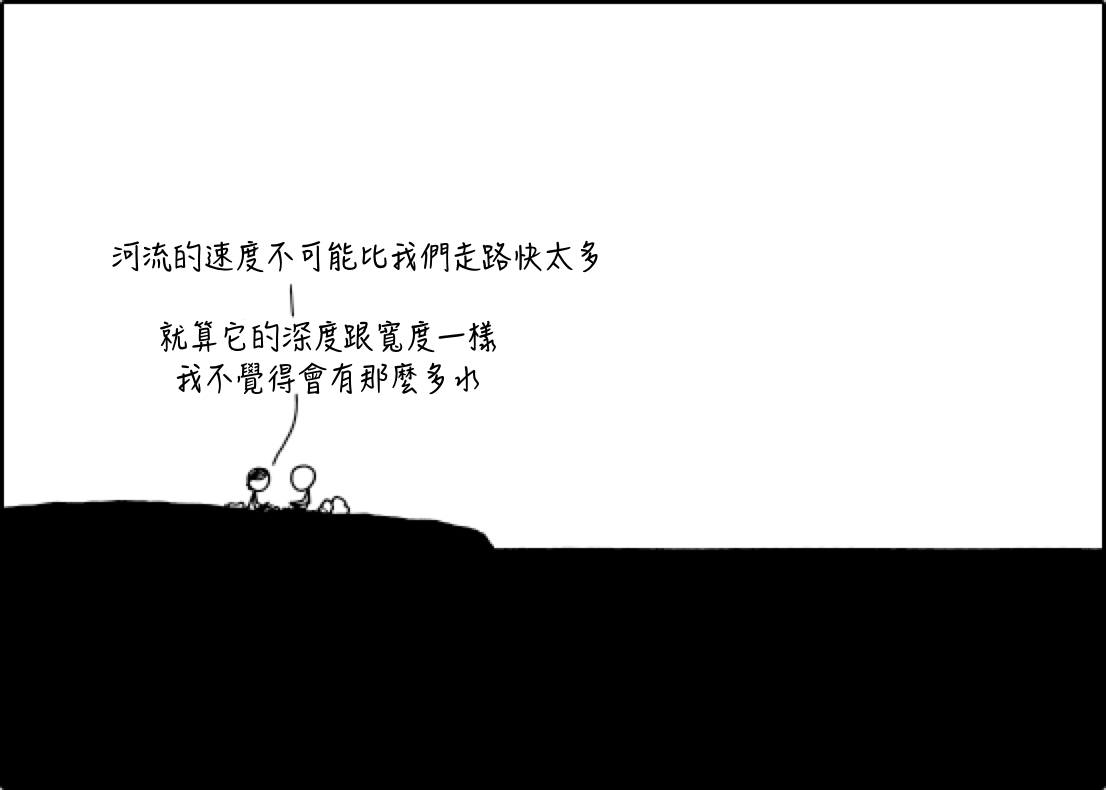 河流的速度不可能比我們走路快太多
就算它的深度跟寬度一樣
我不覺得會有那麼多水